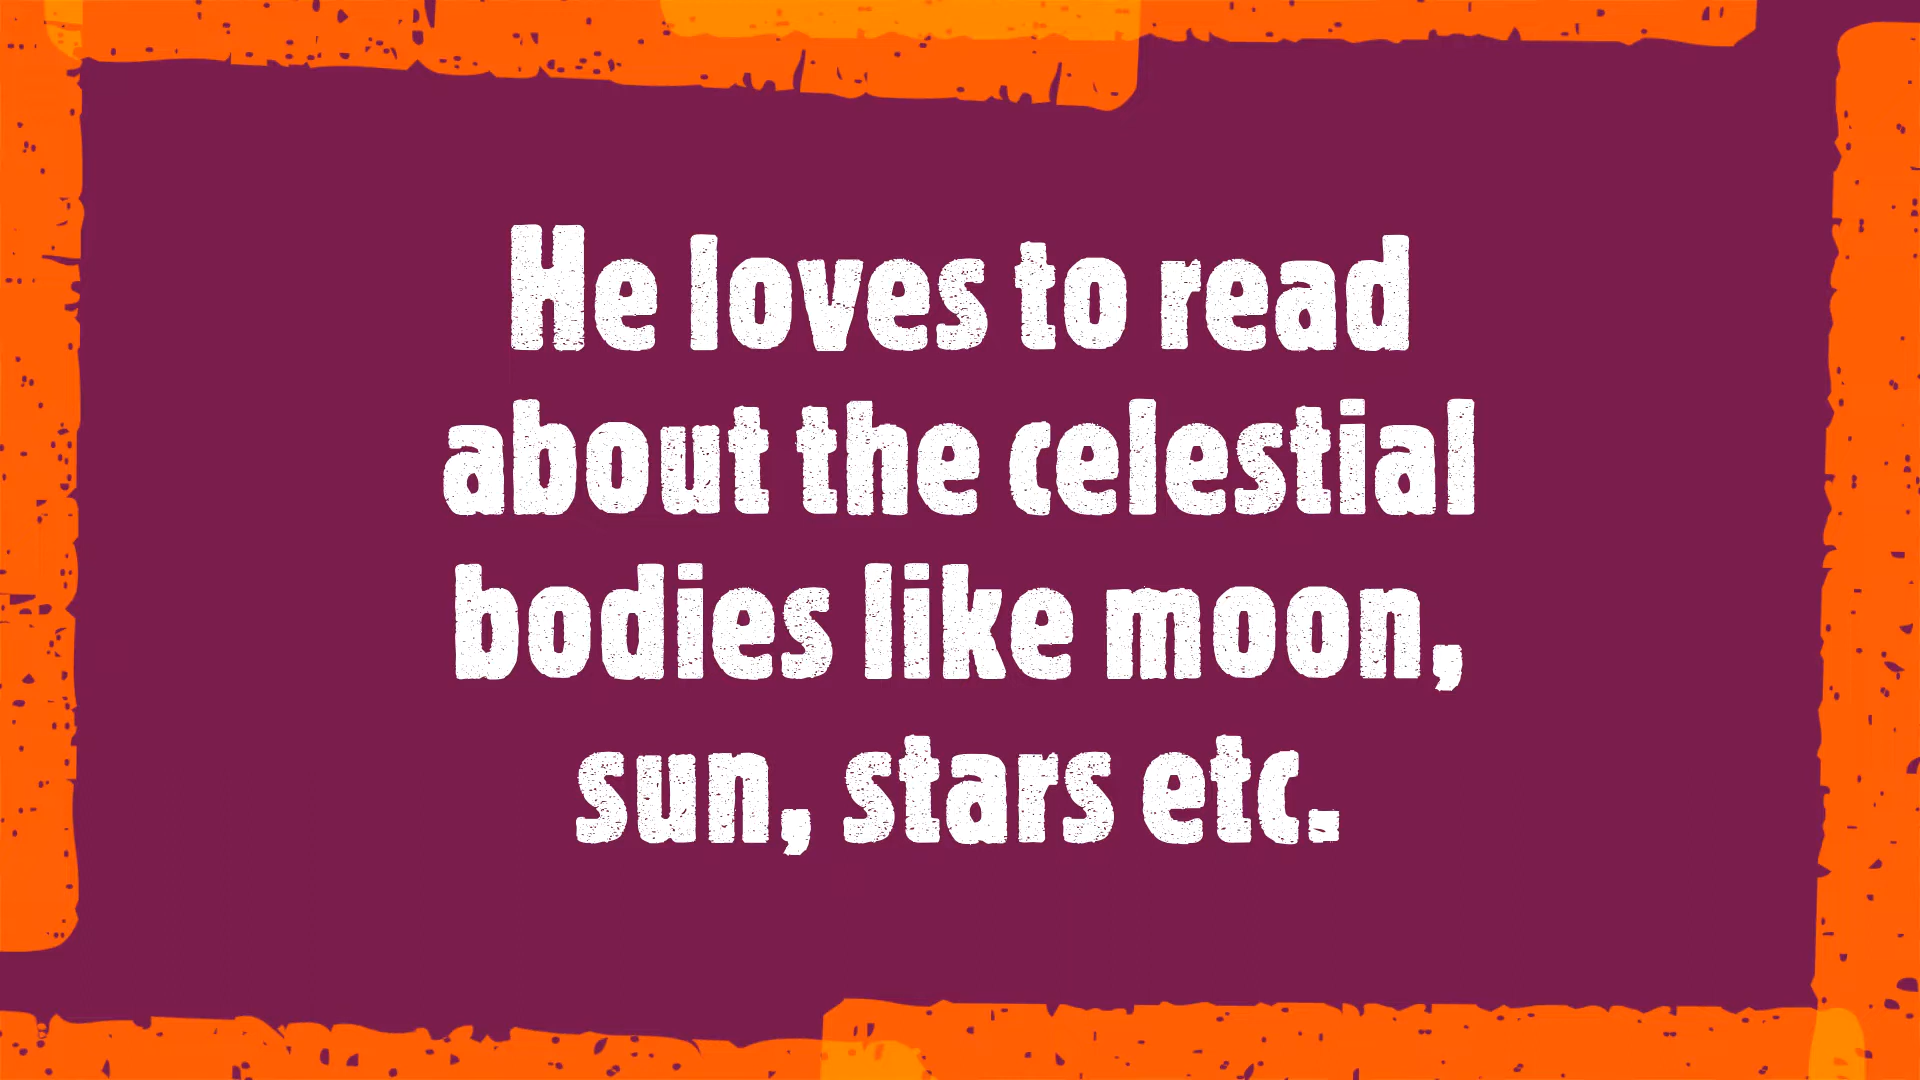 He loves to read
about the celestial
bodies like moon,
sun, stars etc.